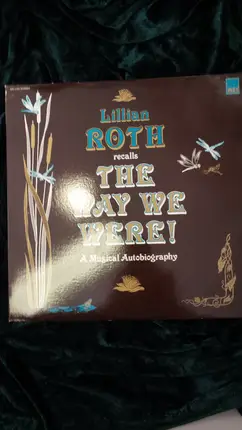 Lillian
ROTH
recalls
THE
WAY WE
WERE!
A Musical Autobiography